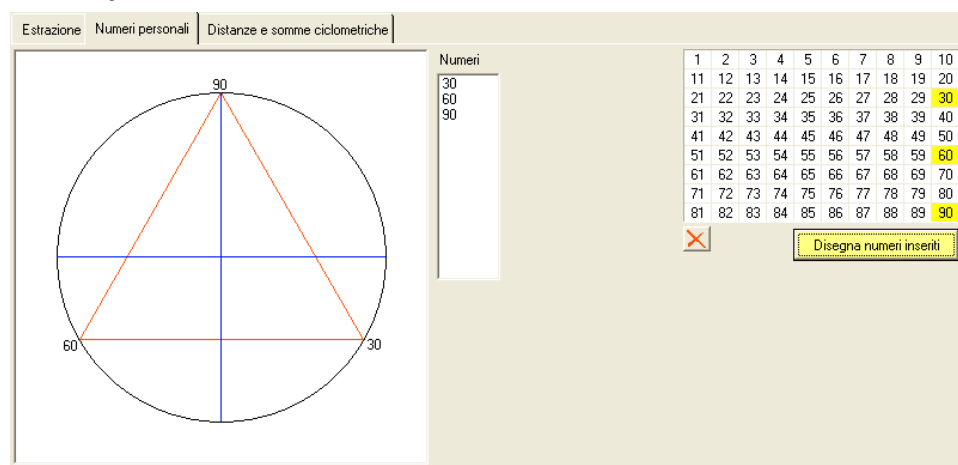 Estrazione Numeri personali Distanze e somme ciclometriche
90
60
30
Numeri
30
60
90
1 2 3 4 5 6 7 8 9 10
11 12 13 14 15 16 17 18 19 20
21 22 23 24 25 26 27 28 29 30
31 32 33 34 35 36 37 38 39 40
41 42 43 44 45 46 47 48 49 50
51 52 53 54 55 56 57 58 59 60
61 62 63 64 65 66 67 68 69 70
71 72 73 74 75 76 77 78 79 80
81 82 83 84 85 86 87 88 89 90
Disegna numeri inseriti